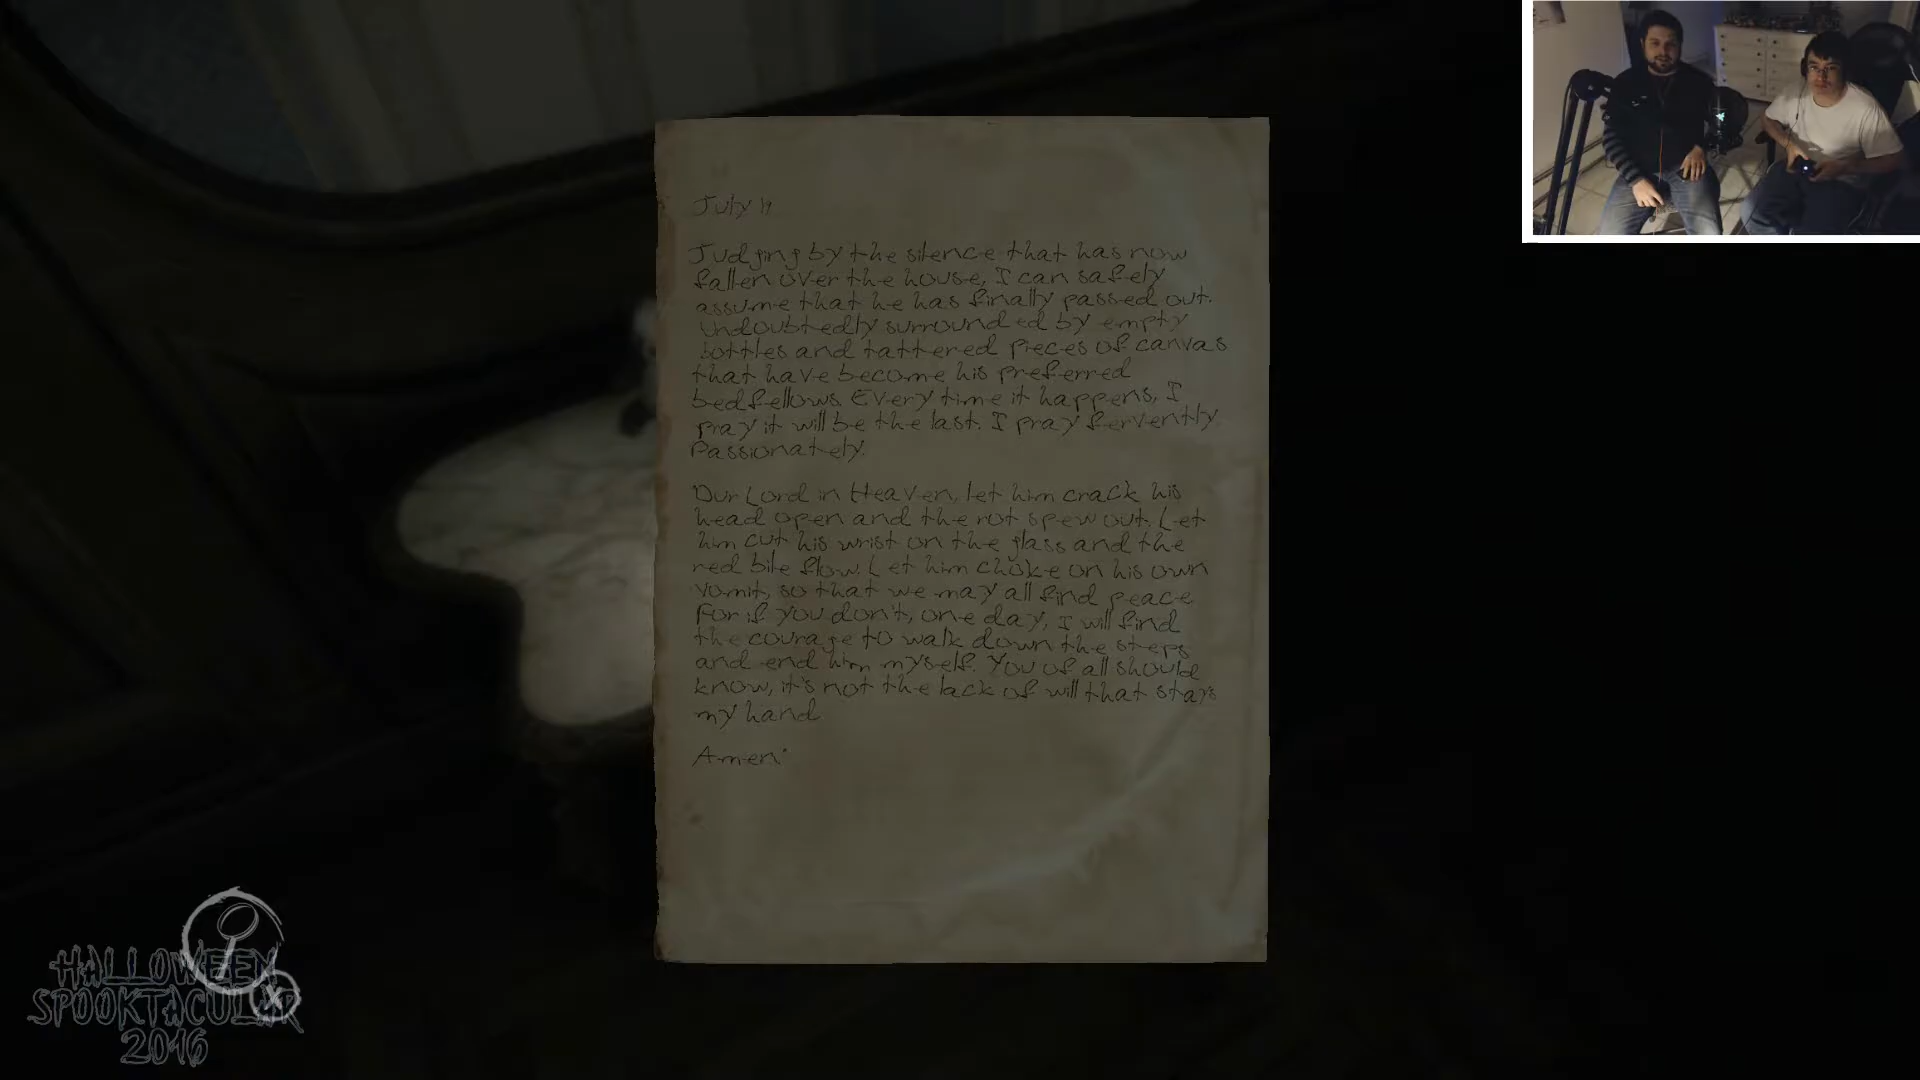 July 11
Judging by the silence that has now
fallen over the house, I can safely
assume that he has finally passed out.
Undoubtedly surrounded by empty
bottles and tattered pieces of canvas
that have become his preferred
bedfellows. Every time it happens, I
pray it will be the last. I pray fervently.
Passionately.
Our Lord in Heaven, let him crack his
head open and the rot spew out. Let
him cut his wrist on the glass and the
red bile flow. Let him choke on his own
vomit, so that we may all find peace.
For if you don't, one day, I will find
the courage to walk down the steps
and end him myself. You of all should
know, it's not the lack of will that stays
my hand
Amen.
HALLOWEEN
SPOOKTACULAR
2016
X